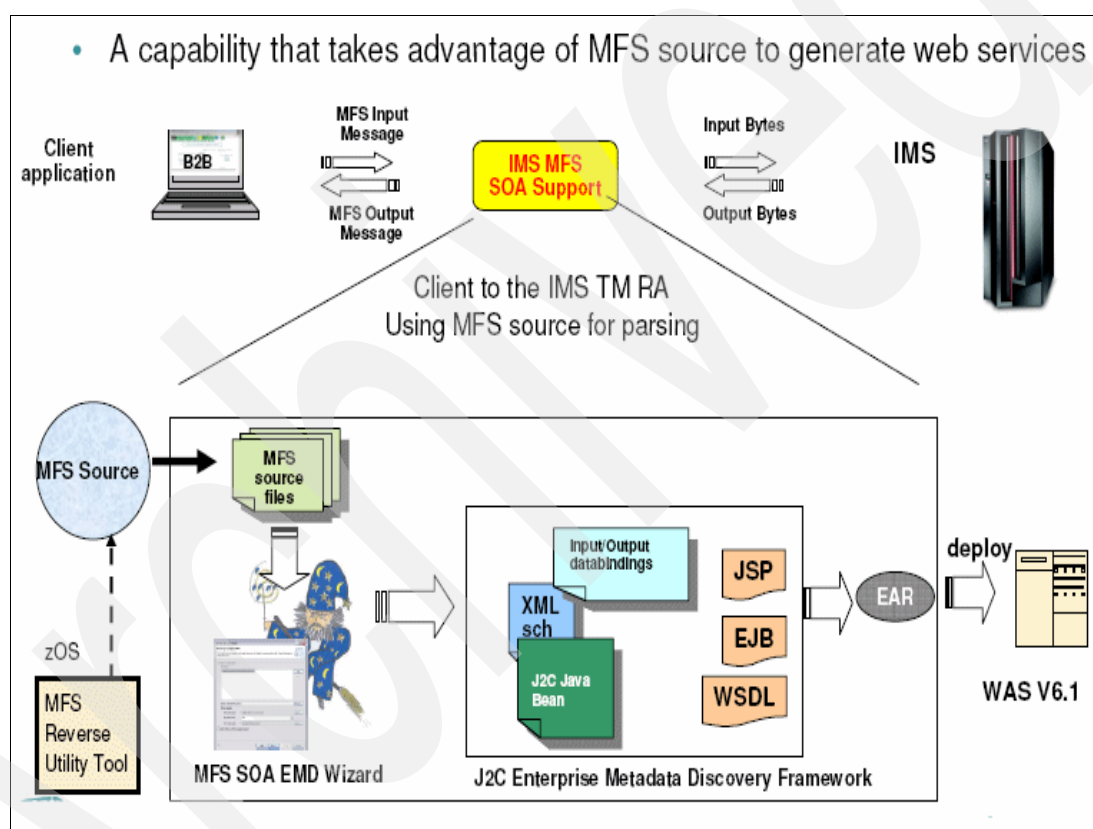 • A capability that takes advantage of MFS source to generate web services
Client
application
B2B
MFS Input
Message
MFS Output
Message
IMS MFS
SOA Support
Input Bytes
Output Bytes
IMS
Client to the IMS TM RA
Using MFS source for parsing
MFS Source
MFS
source
files
zOS
MFS
Reverse
Utility Tool
MFS SOA EMD Wizard
Input/Output
databindings
XML
sch
J2C Java
Bean
JSP
EJB
WSDL
J2C Enterprise Metadata Discovery Framework
EAR
deploy
WAS V6.1